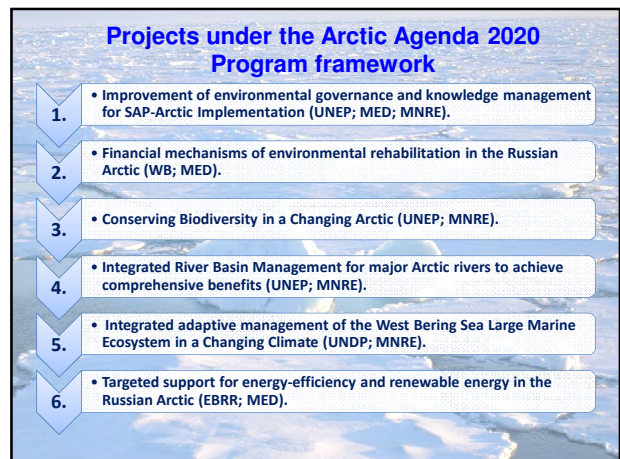 Projects under the Arctic Agenda 2020
Program framework
1.
• Improvement of environmental governance and knowledge management
for SAP-Arctic Implementation (UNEP; MED; MNRE).
2.
• Financial mechanisms of environmental rehabilitation in the Russian
Arctic (WB; MED).
3.
• Conserving Biodiversity in a Changing Arctic (UNEP; MNRE).
4.
• Integrated River Basin Management for major Arctic rivers to achieve
comprehensive benefits (UNEP; MNRE).
5.
• Integrated adaptive management of the West Bering Sea Large Marine
Ecosystem in a Changing Climate (UNDP; MNRE).
6.
• Targeted support for energy-efficiency and renewable energy in the
Russian Arctic (EBRR; MED).